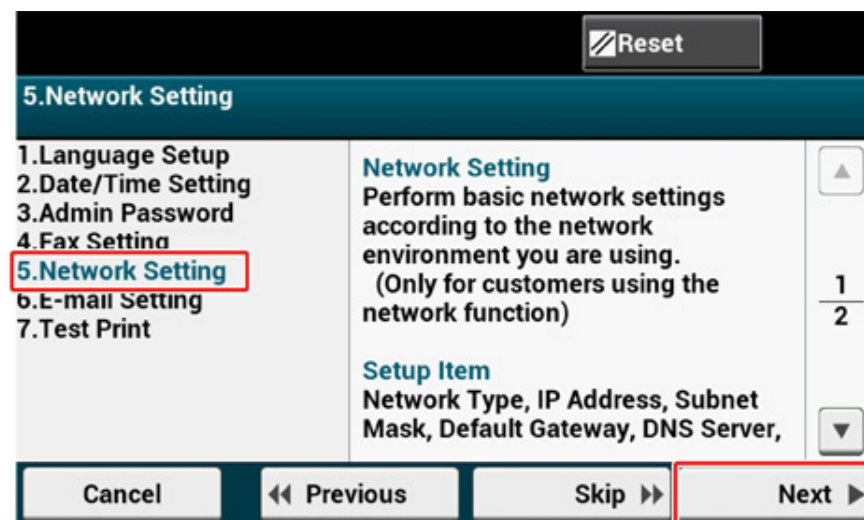 Reset
5.Network Setting
1.Language Setup
2.Date/Time Setting
3.Admin Password
4.Fax Setting
5.Network Setting
6.E-mail Setting
7.Test Print
Network Setting
Perform basic network settings
according to the network
environment you are using.
(Only for customers using the
network function)
Setup Item
Network Type, IP Address, Subnet
Mask, Default Gateway, DNS Server,
1
2
Cancel
Previous
Skip
Next